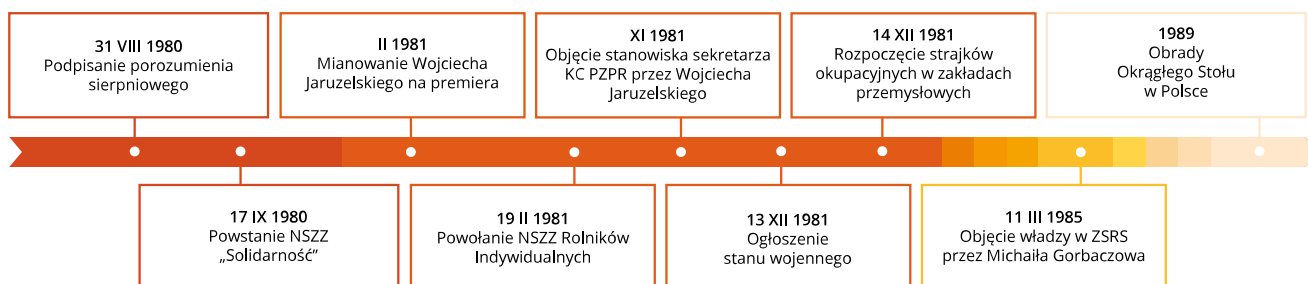 31 VIII 1980
Podpisanie porozumienia
sierpniowego
II 1981
Mianowanie Wojciecha
Jaruzelskiego na premiera
XI 1981
Objęcie stanowiska sekretarza
KC PZPR przez Wojciecha
Jaruzelskiego
14 XII 1981
Rozpoczęcie strajków
okupacyjnych w zakładach
przemysłowych
1989
Obrady
Okrągłego Stołu
w Polsce
17 IX 1980
Powstanie NSZZ
„Solidarność”
19 II 1981
Powołanie NSZZ Rolników
Indywidualnych
13 XII 1981
Ogłoszenie
stanu wojennego
11 III 1985
Objęcie władzy w ZSRS
przez Michaiła Gorbaczowa